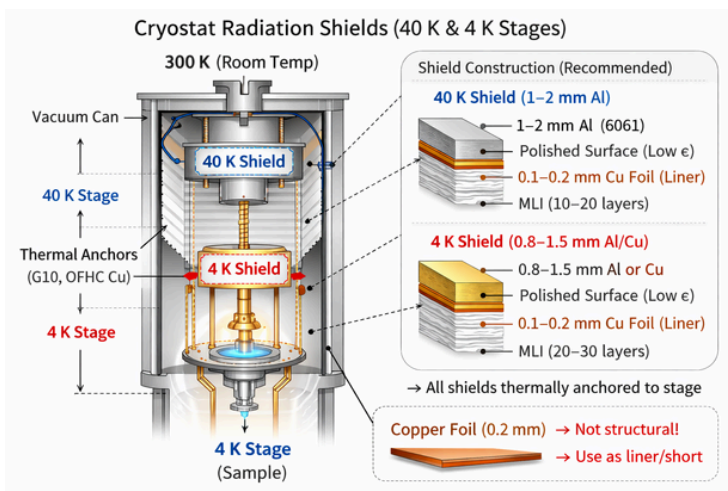 Cryostat Radiation Shields (40 K & 4 K Stages)
300 K (Room Temp)
Vacuum Can
40 K Shield
40 K Stage
Thermal Anchors
(G10, OFHC Cu)
4 K Shield
4 K Stage
4 K Stage
(Sample)
Shield Construction (Recommended)
40 K Shield (1–2 mm Al)
1–2 mm Al (6061)
Polished Surface (Low ϵ)
0.1–0.2 mm Cu Foil (Liner)
MLI (10–20 layers)
4 K Shield (0.8–1.5 mm Al/Cu)
0.8–1.5 mm Al or Cu
Polished Surface (Low ϵ)
0.1–0.2 mm Cu Foil (Liner)
MLI (20–30 layers)
→ All shields thermally anchored to stage
Copper Foil (0.2 mm) → Not structural!
→ Use as liner/short